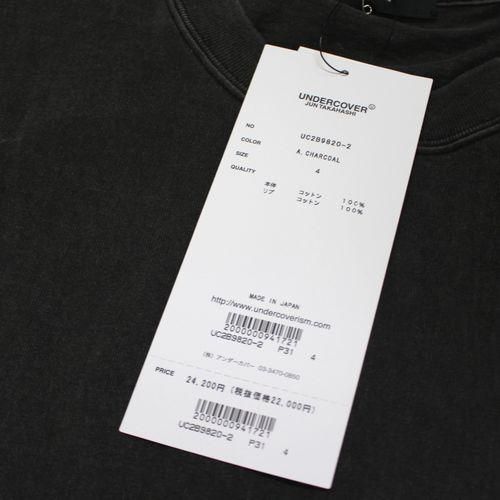 UNDERCOVER
JUN TAKAHASHI
NO UC2B9820-2
COLOR A.CHARCOAL
SIZE 4
QUALITY
本体 コットン 100%
リブ コットン 100%
MADE IN JAPAN
http://www.undercoverism.com
2000000941721
UC2B9820-2 P31 4
(株) アンダーカバー 03-3470-0850
PRICE 24,200円 (税抜価格22,000円)
2000000941721
UC2B9820-2 P31 4